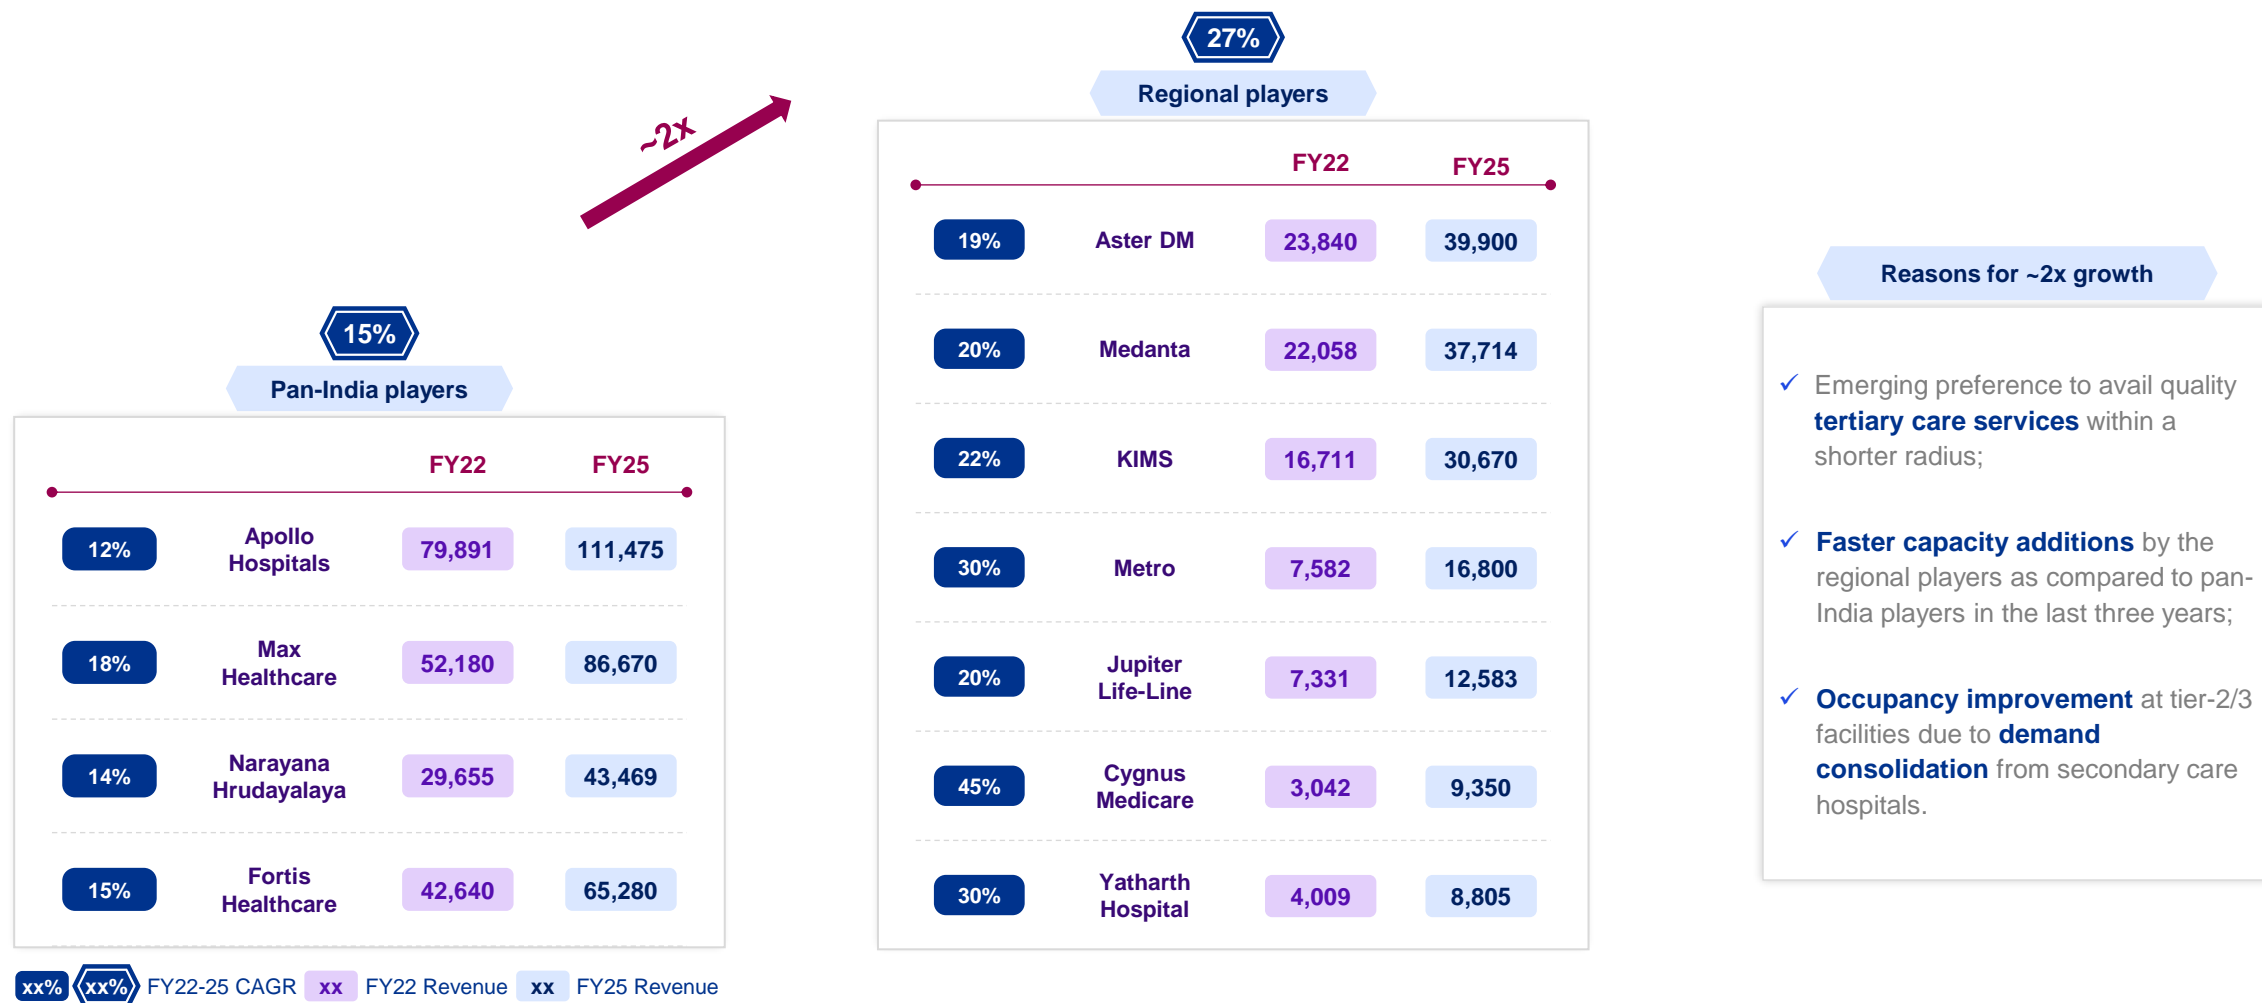 27%
Regional players
~2x
FY22 FY25
19% Aster DM 23,840 39,900
20% Medanta 22,058 37,714
22% KIMS 16,711 30,670
30% Metro 7,582 16,800
20% Jupiter
Life-Line 7,331 12,583
45% Cygnus
Medicare 3,042 9,350
30% Yatharth
Hospital 4,009 8,805
15%
Pan-India players
FY22 FY25
12% Apollo
Hospitals 79,891 111,475
18% Max
Healthcare 52,180 86,670
14% Narayana
Hrudayalaya 29,655 43,469
15% Fortis
Healthcare 42,640 65,280
Reasons for ~2x growth
✓ Emerging preference to avail quality
tertiary care services within a
shorter radius;
✓ Faster capacity additions by the
regional players as compared to pan-
India players in the last three years;
✓ Occupancy improvement at tier-2/3
facilities due to demand
consolidation from secondary care
hospitals.
xx% xx% FY22-25 CAGR xx FY22 Revenue xx FY25 Revenue